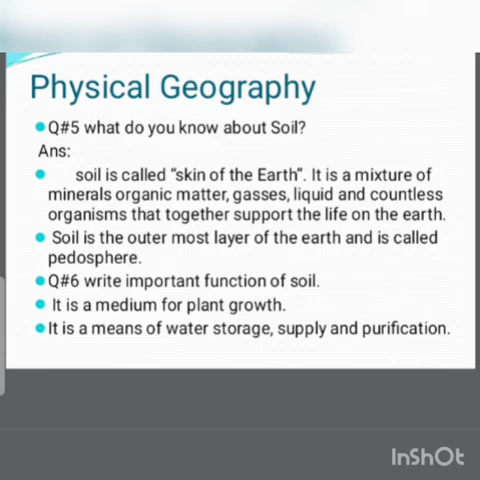 Physical Geography
Q#5 what do you know about Soil?
Ans:
soil is called “skin of the Earth”. It is a mixture of
minerals organic matter, gasses, liquid and countless
organisms that together support the life on the earth.
Soil is the outer most layer of the earth and is called
pedosphere.
Q#6 write important function of soil.
It is a medium for plant growth.
It is a means of water storage, supply and purification.
InShOt